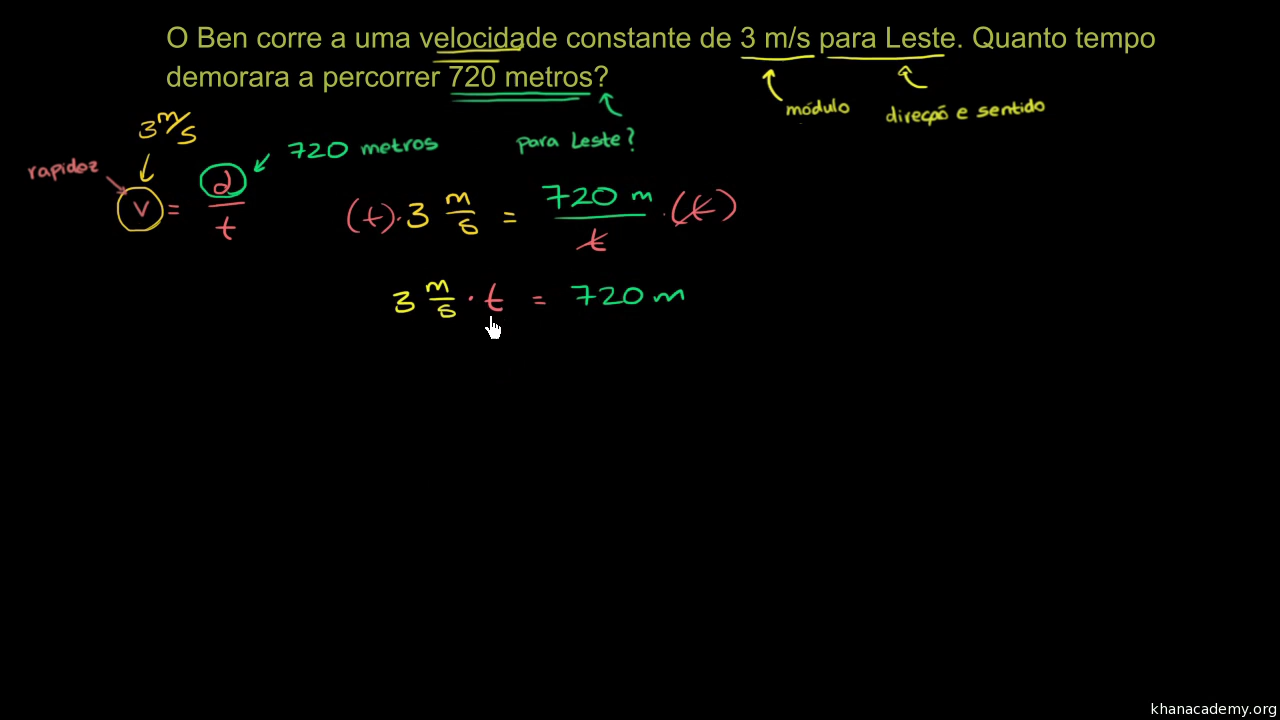 O Ben corre a uma velocidade constante de 3 m/s para Leste. Quanto tempo
demorara a percorrer 720 metros?
módulo
direção e sentido
3 m/s
720 metros
para Leste?
rapidez
v = d/t
(t) · 3 m/s = 720 m/t · (t)
3 m/s · t = 720 m
khanacademy.org